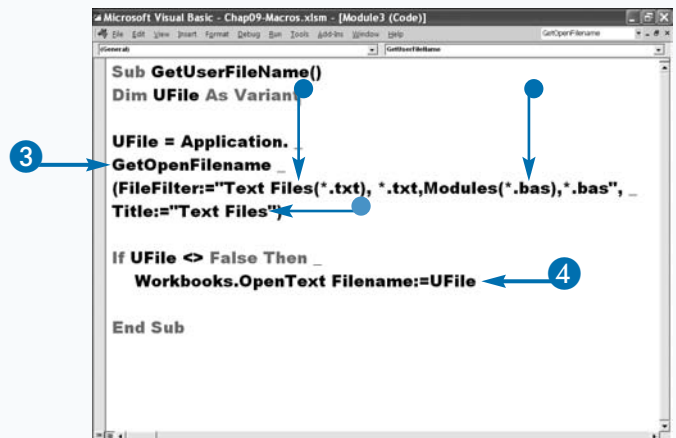 Microsoft Visual Basic - Chap09-Macros.xlsm - [Module3 (Code)]
File Edit View Insert Format Debug Run Tools Add-Ins Window Help GetOpenFilename
(General) GetUserFileName
Sub GetUserFileName()
Dim UFile As Variant
UFile = Application. _
3
GetOpenFilename _
(FileFilter:="Text Files(*.txt), *.txt,Modules(*.bas),*.bas", _
Title:="Text Files")
If UFile <> False Then _
Workbooks.OpenText Filename:=UFile
4
End Sub